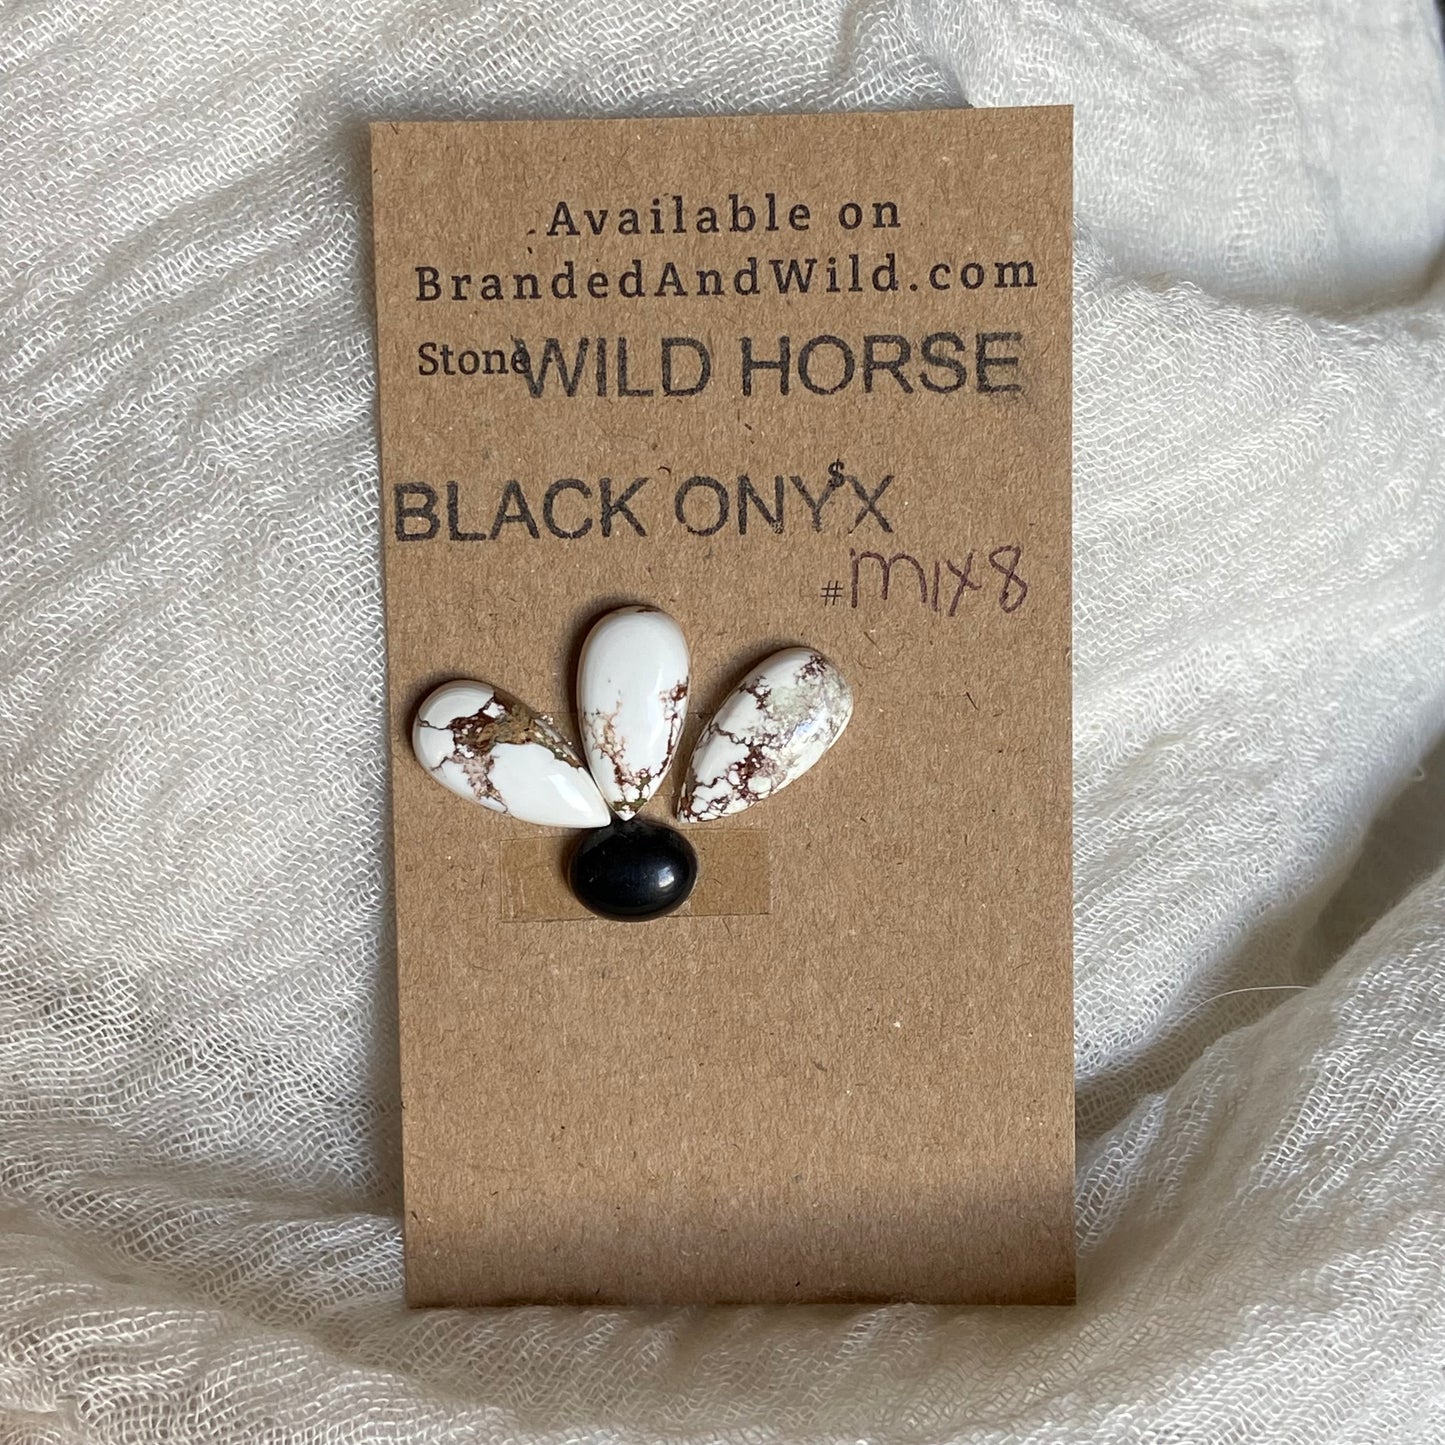 Available on
BrandedAndWild.com
Stone WILD HORSE
BLACK ONYX
$
#MIX8